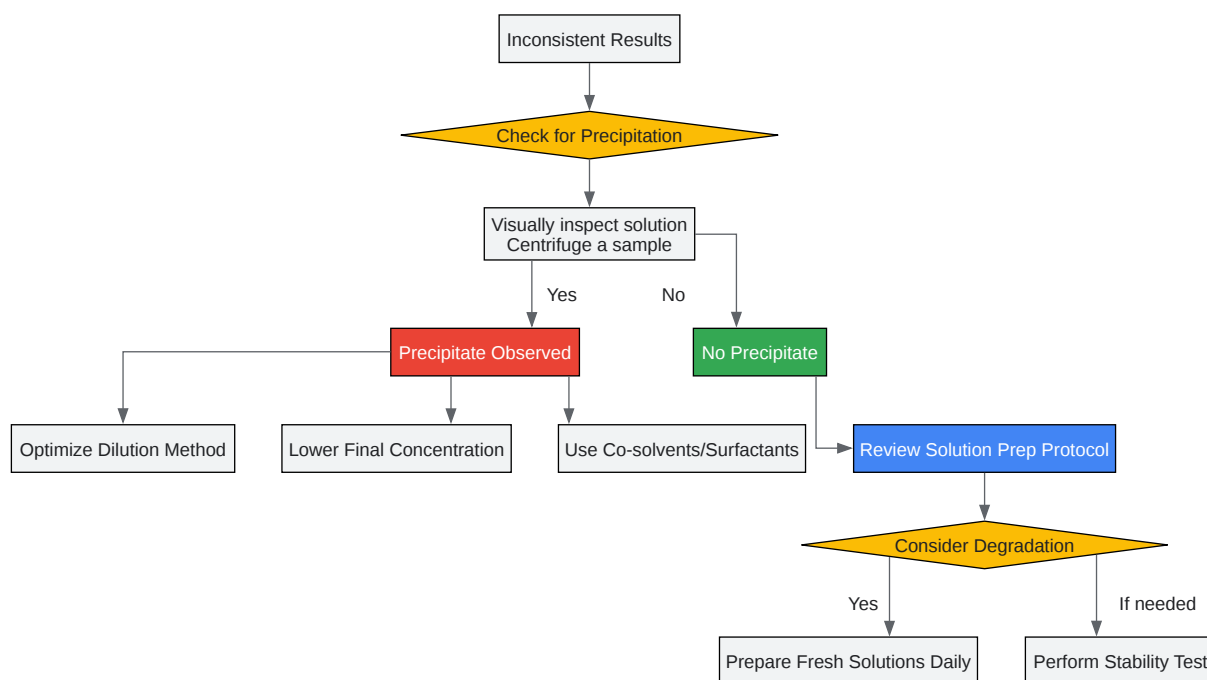 Inconsistent Results
Check for Precipitation
Visually inspect solution
Centrifuge a sample
Yes
No
Precipitate Observed
No Precipitate
Optimize Dilution Method
Lower Final Concentration
Use Co-solvents/Surfactants
Review Solution Prep Protocol
Consider Degradation
Yes
If needed
Prepare Fresh Solutions Daily
Perform Stability Test